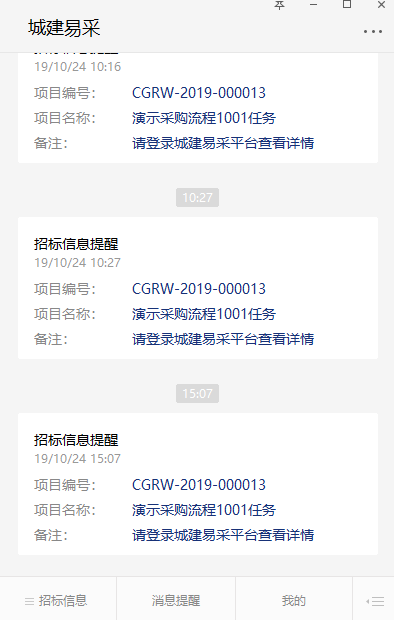 城建易采
19/10/24 10:16
项目编号： CGRW-2019-000013
项目名称： 演示采购流程1001任务
备注： 请登录城建易采平台查看详情
10:27
招标信息提醒
19/10/24 10:27
项目编号： CGRW-2019-000013
项目名称： 演示采购流程1001任务
备注： 请登录城建易采平台查看详情
15:07
招标信息提醒
19/10/24 15:07
项目编号： CGRW-2019-000013
项目名称： 演示采购流程1001任务
备注： 请登录城建易采平台查看详情
招标信息 消息提醒 我的